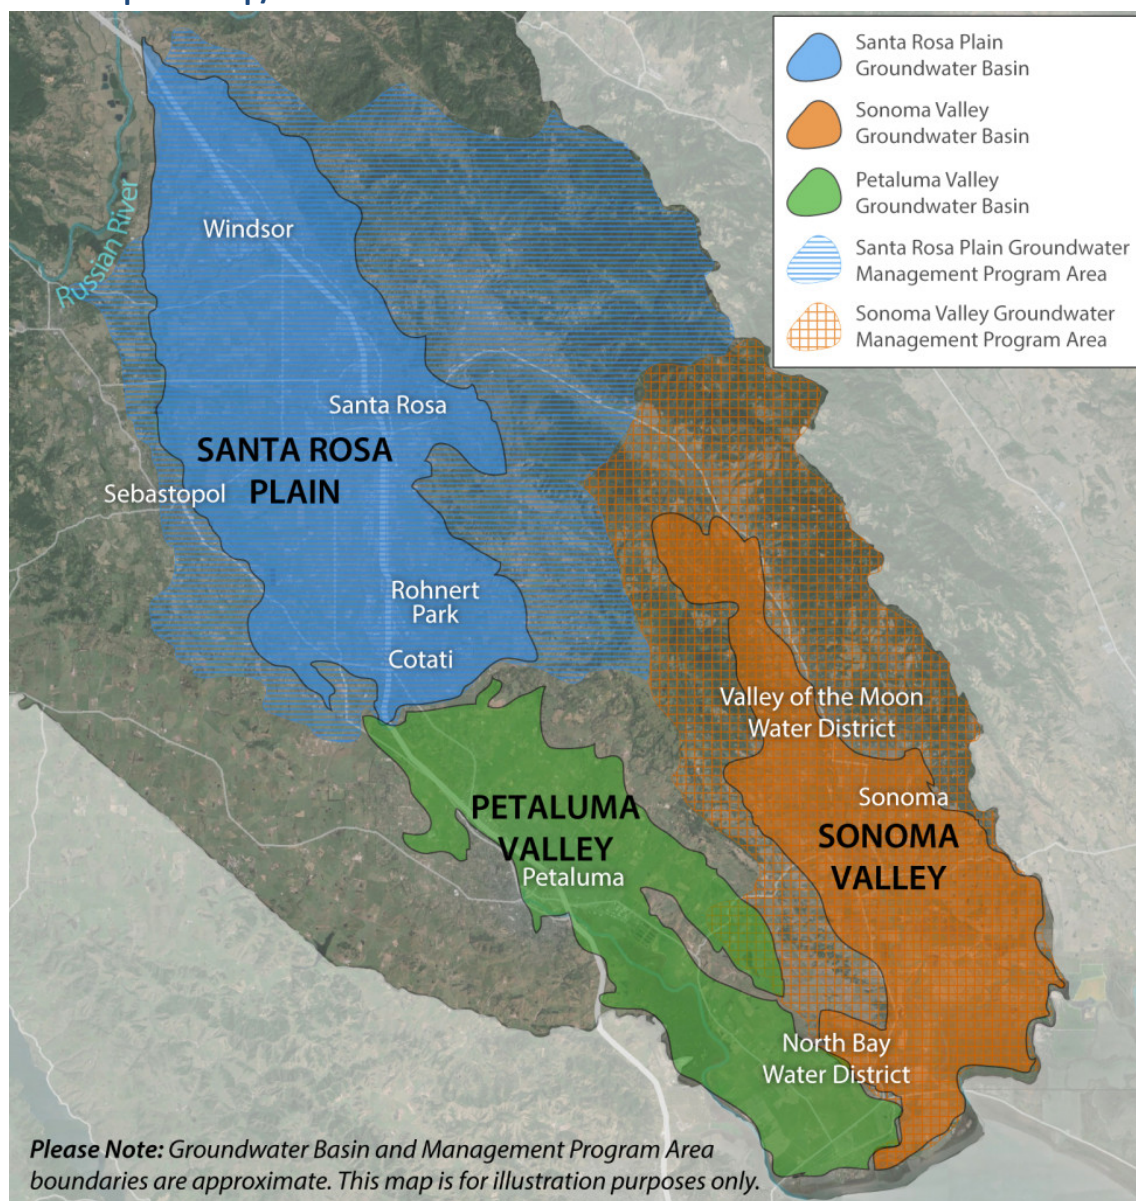 Santa Rosa Plain
Groundwater Basin
Sonoma Valley
Groundwater Basin
Petaluma Valley
Groundwater Basin
Santa Rosa Plain Groundwater
Management Program Area
Sonoma Valley Groundwater
Management Program Area
Russian River
Windsor
Santa Rosa
SANTA ROSA
PLAIN
Sebastopol
Rohnert
Park
Cotati
Valley of the Moon
Water District
Sonoma
SONOMA
VALLEY
PETALUMA
VALLEY
Petaluma
North Bay
Water District
Please Note: Groundwater Basin and Management Program Area
boundaries are approximate. This map is for illustration purposes only.